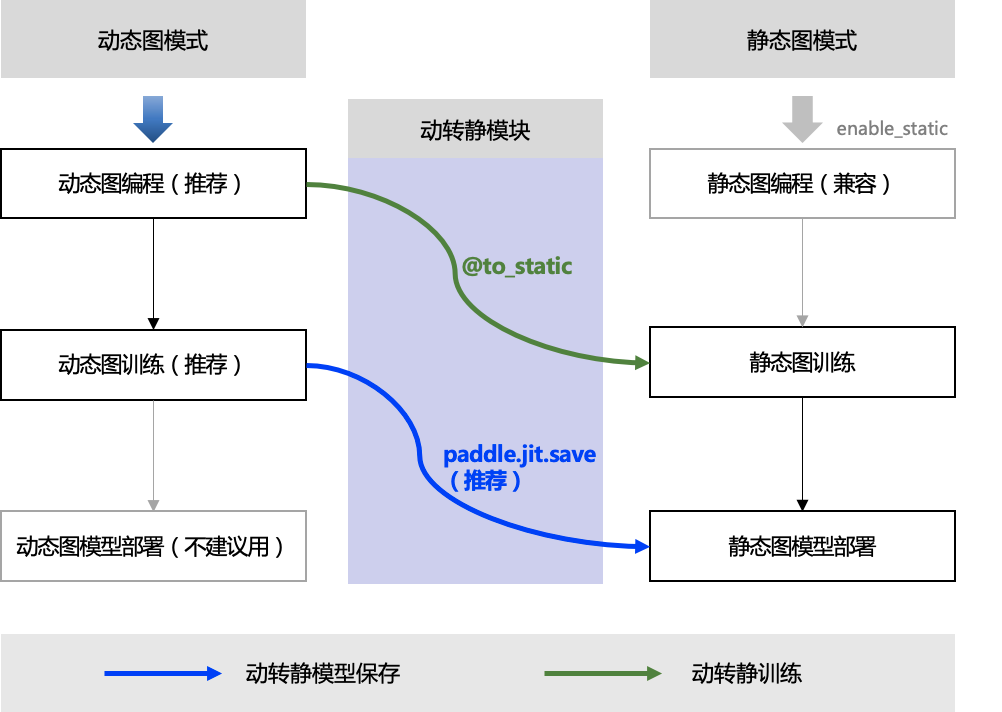 动态图模式
静态图模式
动转静模块
enable_static
动态图编程（推荐）
静态图编程（兼容）
@to_static
动态图训练（推荐）
静态图训练
paddle.jit.save
（推荐）
动态图模型部署（不建议用）
静态图模型部署
动转静模型保存
动转静训练